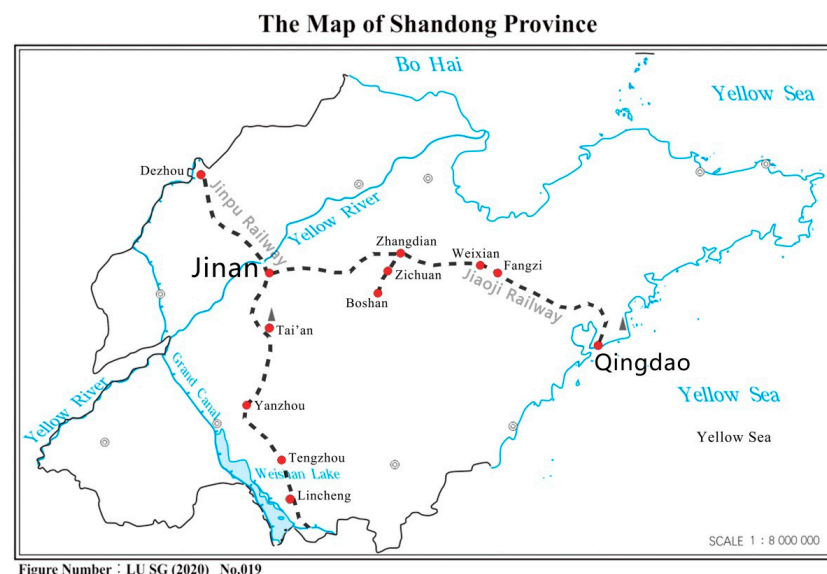 The Map of Shandong Province
Bo Hai
Yellow Sea
Dezhou
Jinpu Railway
Yellow River
Zhangdian
Weixian
Jinan
Zichuan
Fangzi
Boshan
Jiaoji Railway
Tai'an
Qingdao
Grand Canal
Yellow River
Yanzhou
Yellow Sea
Yellow Sea
Tengzhou
Weishan Lake
Lincheng
SCALE 1 : 8 000 000
Figure Number : LU SG (2020) No.019